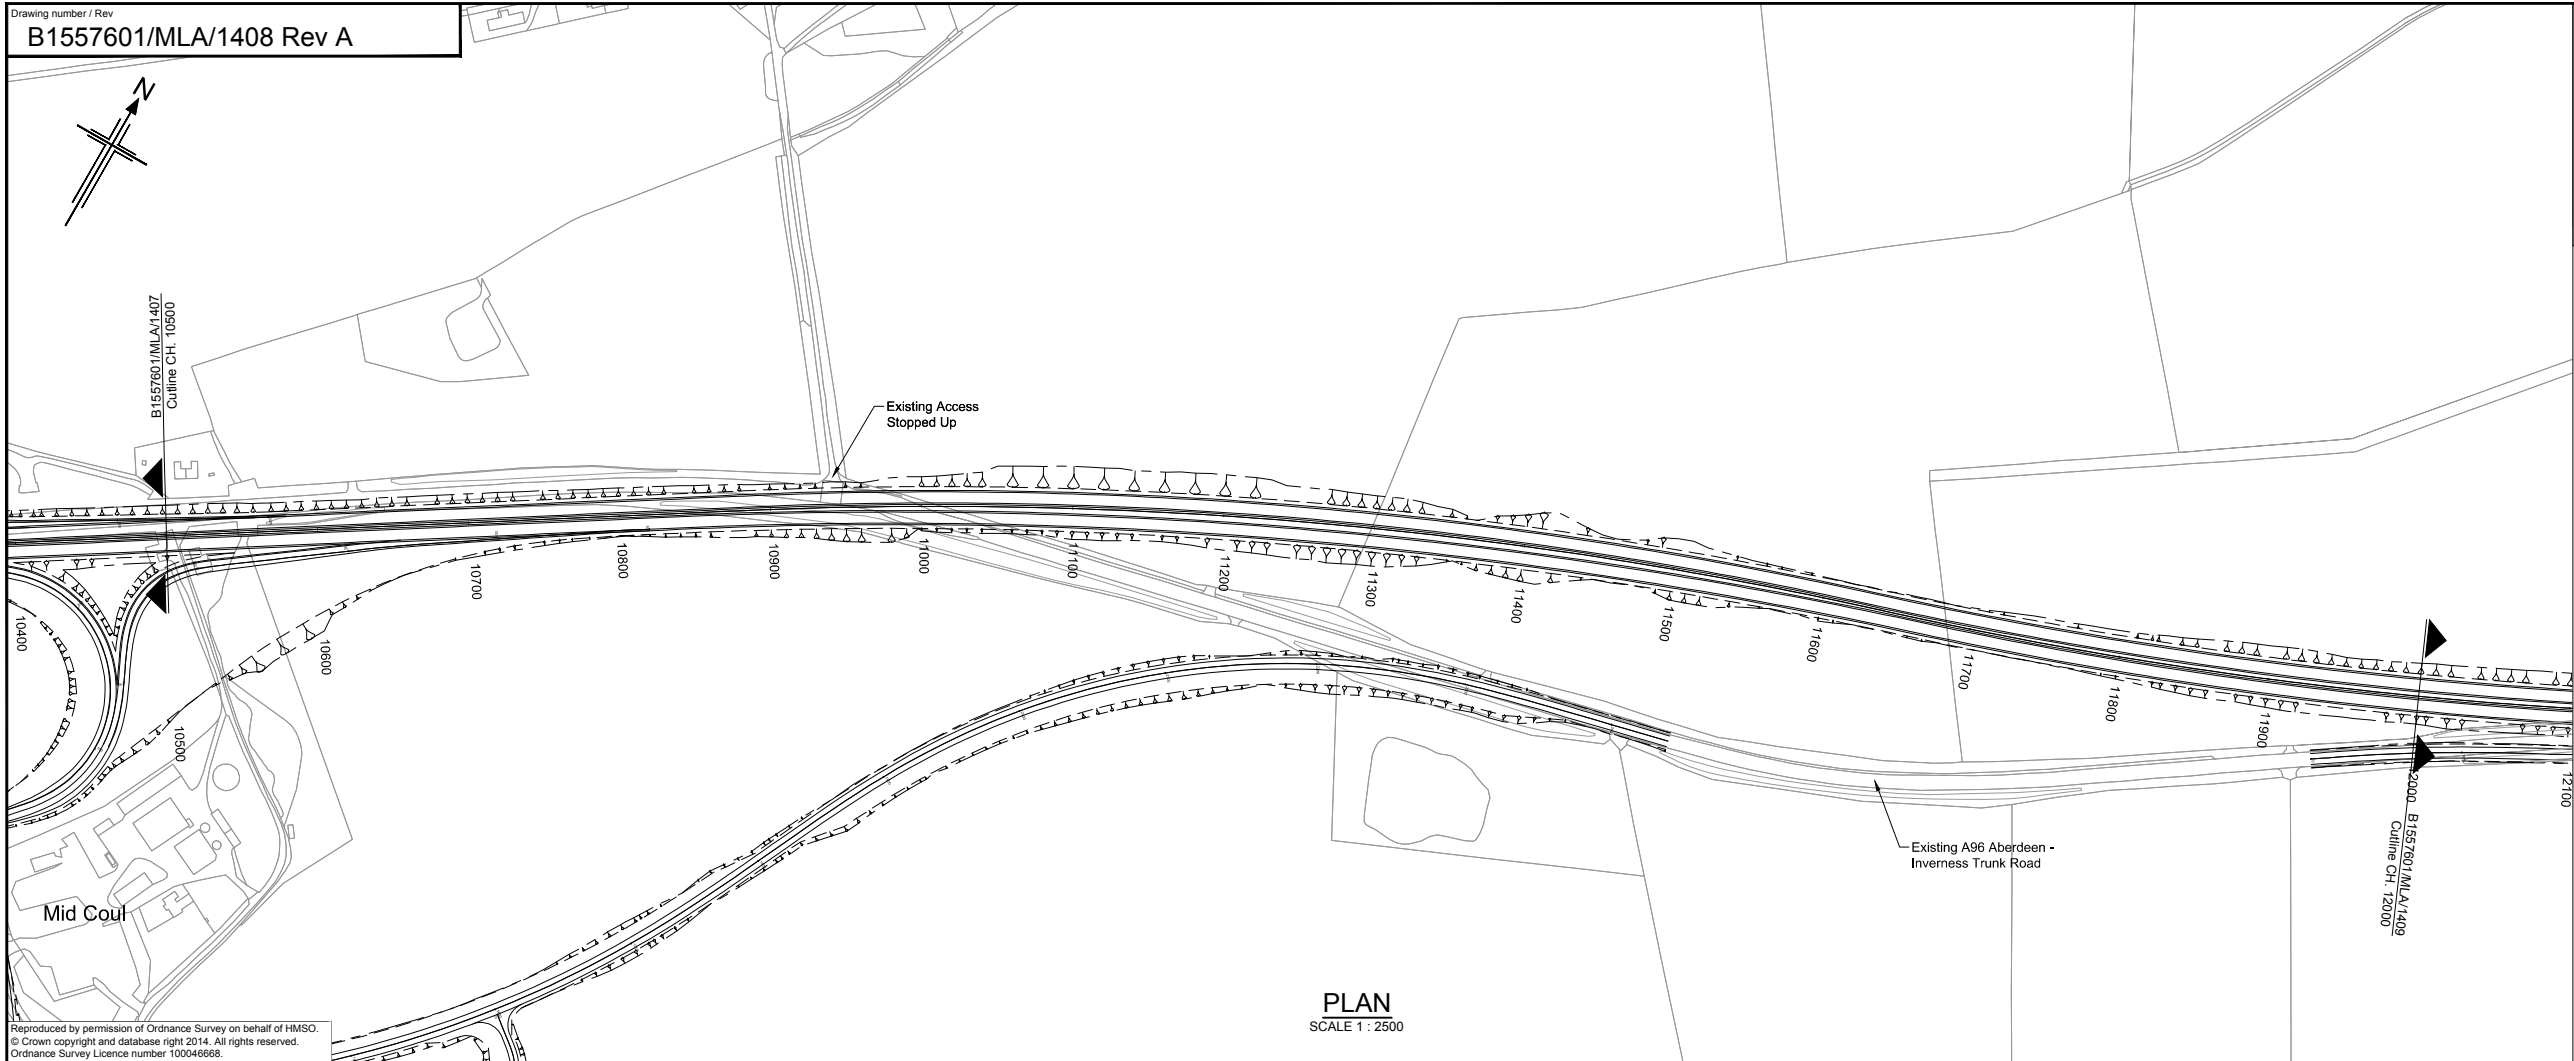 Drawing number / Rev
B1557601/MLA/1408 Rev A
N
B1557601/MLA/1407
Cutline CH. 10500
Existing Access
Stopped Up
10400
10500
10600
10700
10800
10900
11000
11100
11200
11300
11400
11500
11600
11700
11800
11900
12000
12100
B1557601/MLA/1409
Cutline CH. 12000
Existing A96 Aberdeen -
Inverness Trunk Road
Mid Coul
PLAN
SCALE 1 : 2500
Reproduced by permission of Ordnance Survey on behalf of HMSO.
© Crown copyright and database right 2014. All rights reserved.
Ordnance Survey Licence number 100046668.